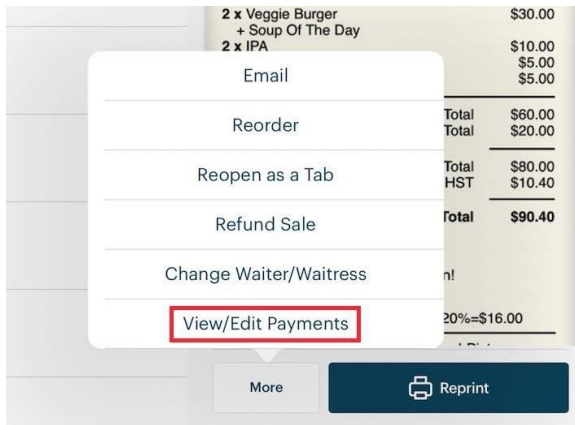 2 x Veggie Burger $30.00
+ Soup Of The Day
2 x IPA $10.00
$5.00
$5.00
Email
Total $60.00
Reorder
Total $20.00
Reopen as a Tab
Total $80.00
HST $10.40
Refund Sale
Total $90.40
Change Waiter/Waitress
n!
View/Edit Payments
20%=$16.00
More
Reprint